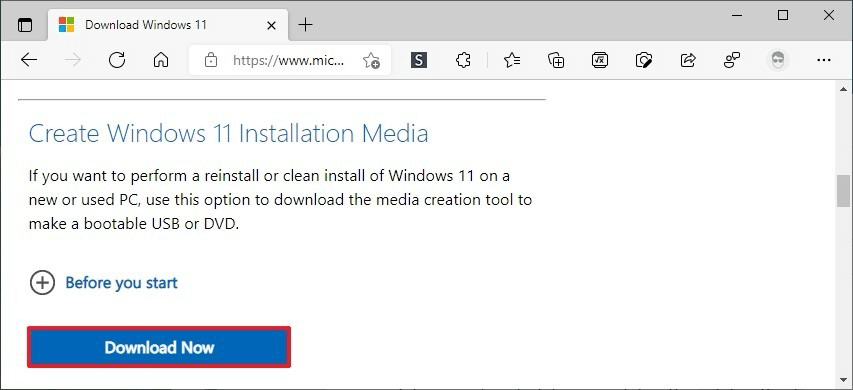 Download Windows 11
https://www.mic...
S
Create Windows 11 Installation Media
If you want to perform a reinstall or clean install of Windows 11 on a
new or used PC, use this option to download the media creation tool to
make a bootable USB or DVD.
Before you start
Download Now